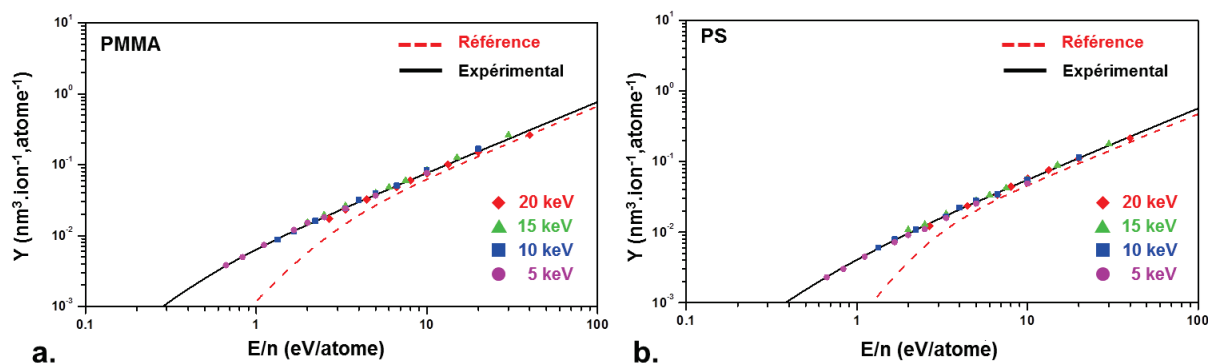 PMMA
Référence
Expérimental
20 keV
15 keV
10 keV
5 keV
Y (nm³.ion⁻¹,atome⁻¹)
10¹
10⁰
10⁻¹
10⁻²
10⁻³
0.1 1 10 100
E/n (eV/atome)
a.
PS
Référence
Expérimental
20 keV
15 keV
10 keV
5 keV
Y (nm³.ion⁻¹,atome⁻¹)
10¹
10⁰
10⁻¹
10⁻²
10⁻³
0.1 1 10 100
E/n (eV/atome)
b.